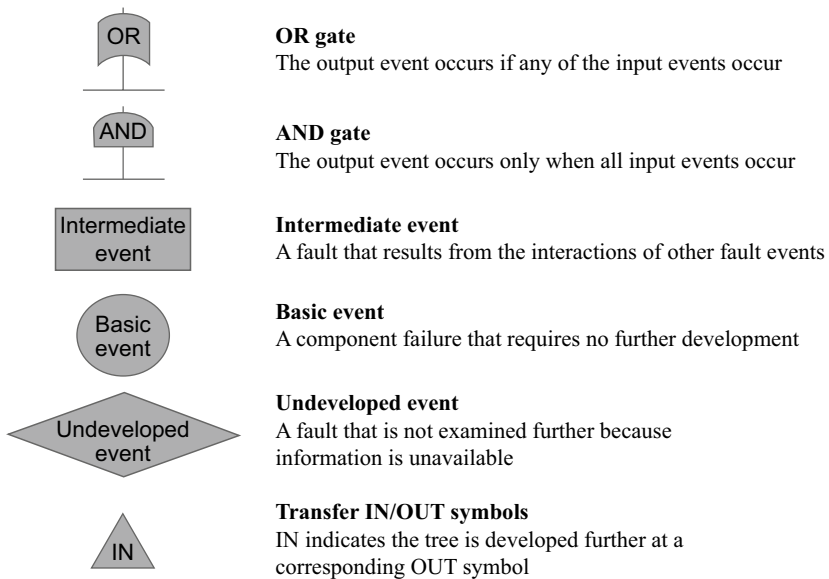 OR
OR gate
The output event occurs if any of the input events occur
AND
AND gate
The output event occurs only when all input events occur
Intermediate
event
Intermediate event
A fault that results from the interactions of other fault events
Basic
event
Basic event
A component failure that requires no further development
Undeveloped
event
Undeveloped event
A fault that is not examined further because
information is unavailable
IN
Transfer IN/OUT symbols
IN indicates the tree is developed further at a
corresponding OUT symbol